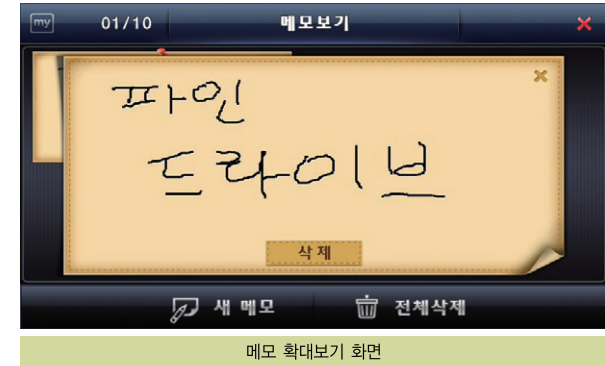 my 01/10 메모보기
파인
드라이브
삭제
새 메모 전체삭제
메모 확대보기 화면